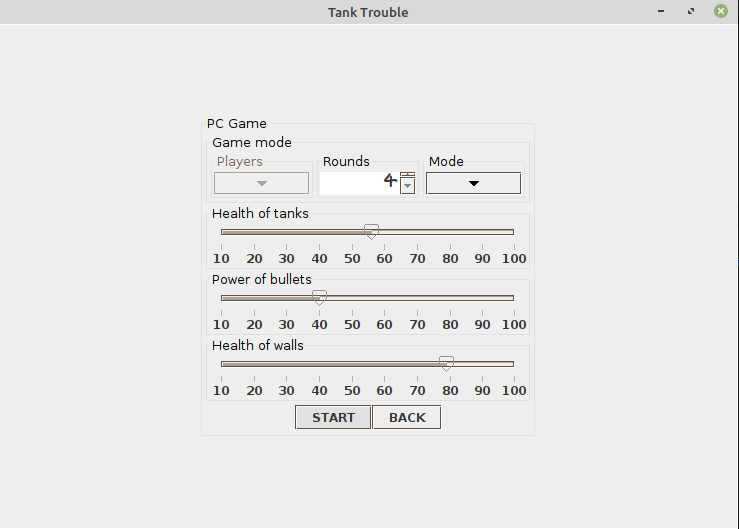 Tank Trouble
PC Game
Game mode
Players Rounds Mode
4
Health of tanks
10 20 30 40 50 60 70 80 90 100
Power of bullets
10 20 30 40 50 60 70 80 90 100
Health of walls
10 20 30 40 50 60 70 80 90 100
START BACK